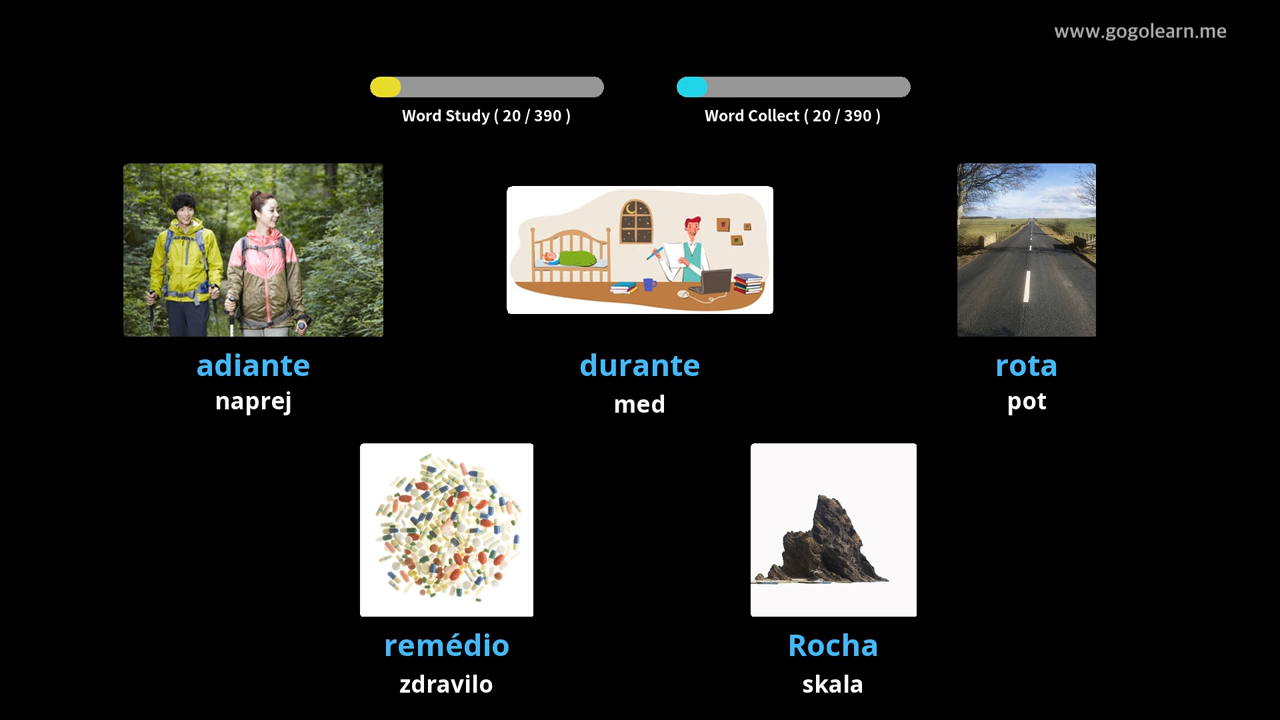 www.gogolearn.me
Word Study ( 20 / 390 )
Word Collect ( 20 / 390 )
adiante
naprej
durante
med
rota
pot
remédio
zdravilo
Rocha
skala